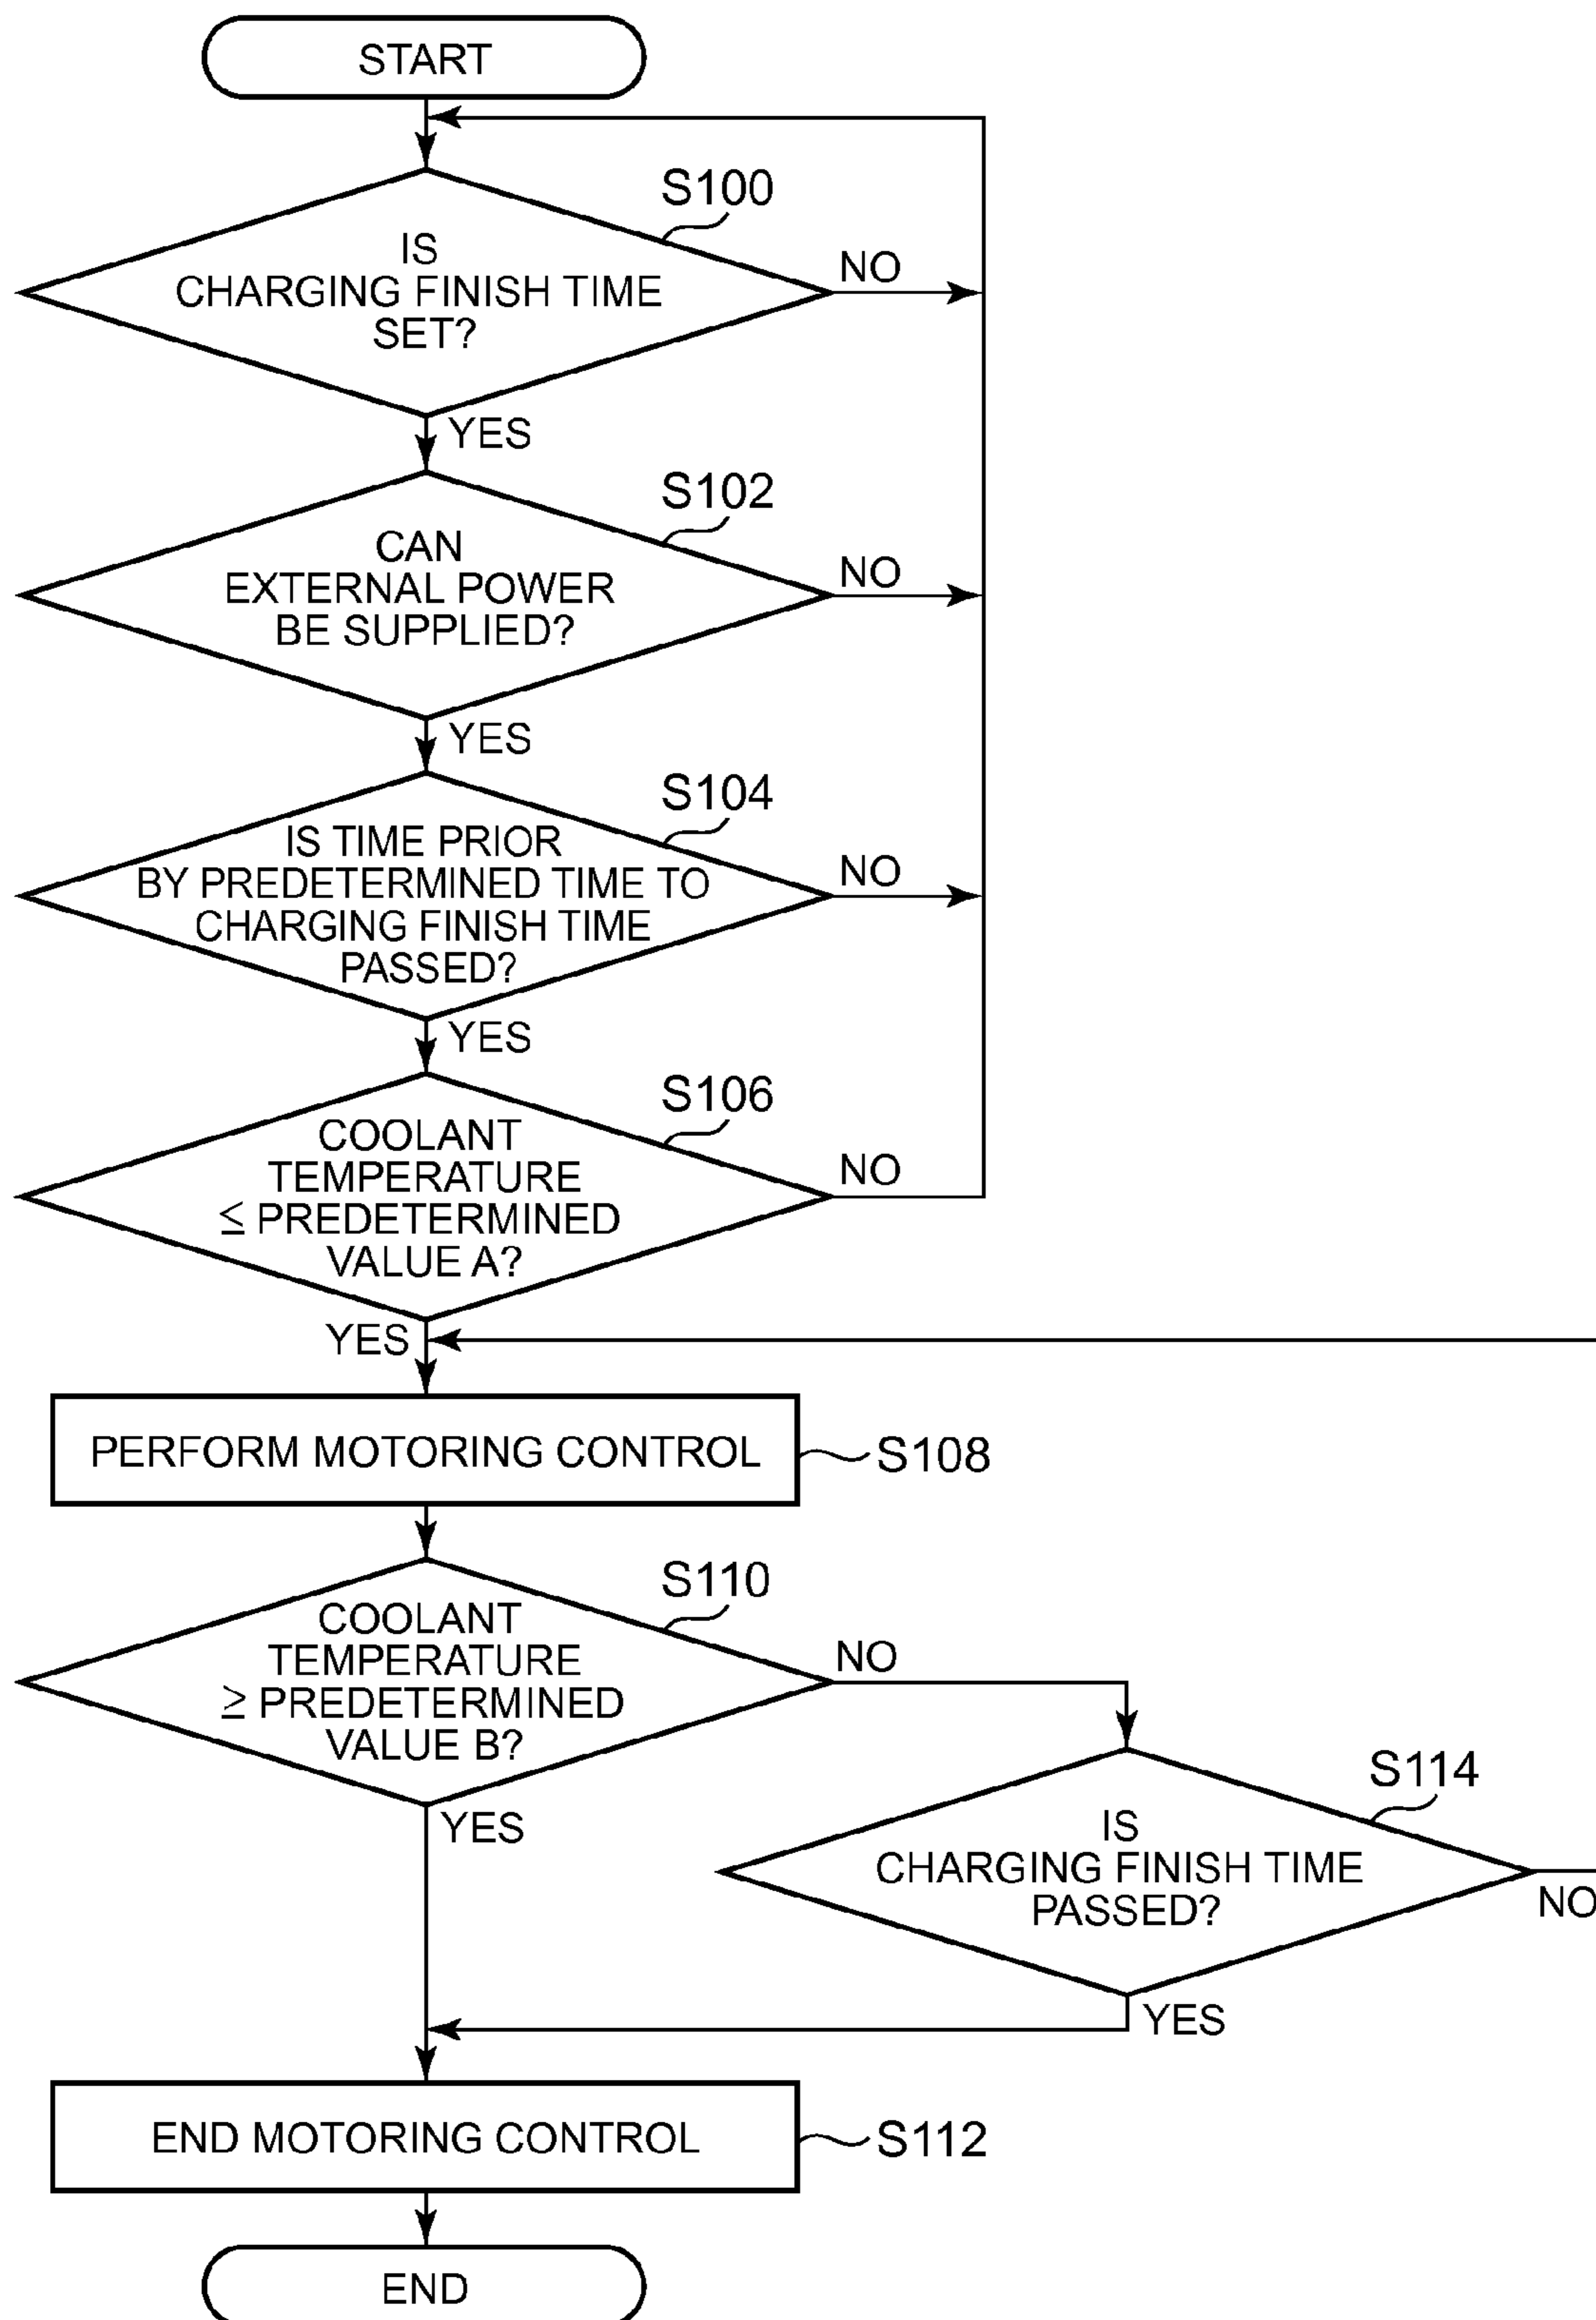 START
S100
IS
CHARGING FINISH TIME
SET?
NO
YES
S102
CAN
EXTERNAL POWER
BE SUPPLIED?
NO
YES
S104
IS TIME PRIOR
BY PREDETERMINED TIME TO
CHARGING FINISH TIME
PASSED?
NO
YES
S106
COOLANT
TEMPERATURE
≤ PREDETERMINED
VALUE A?
NO
YES
PERFORM MOTORING CONTROL
S108
S110
COOLANT
TEMPERATURE
≥ PREDETERMINED
VALUE B?
NO
YES
S114
IS
CHARGING FINISH TIME
PASSED?
NO
YES
END MOTORING CONTROL
S112
END